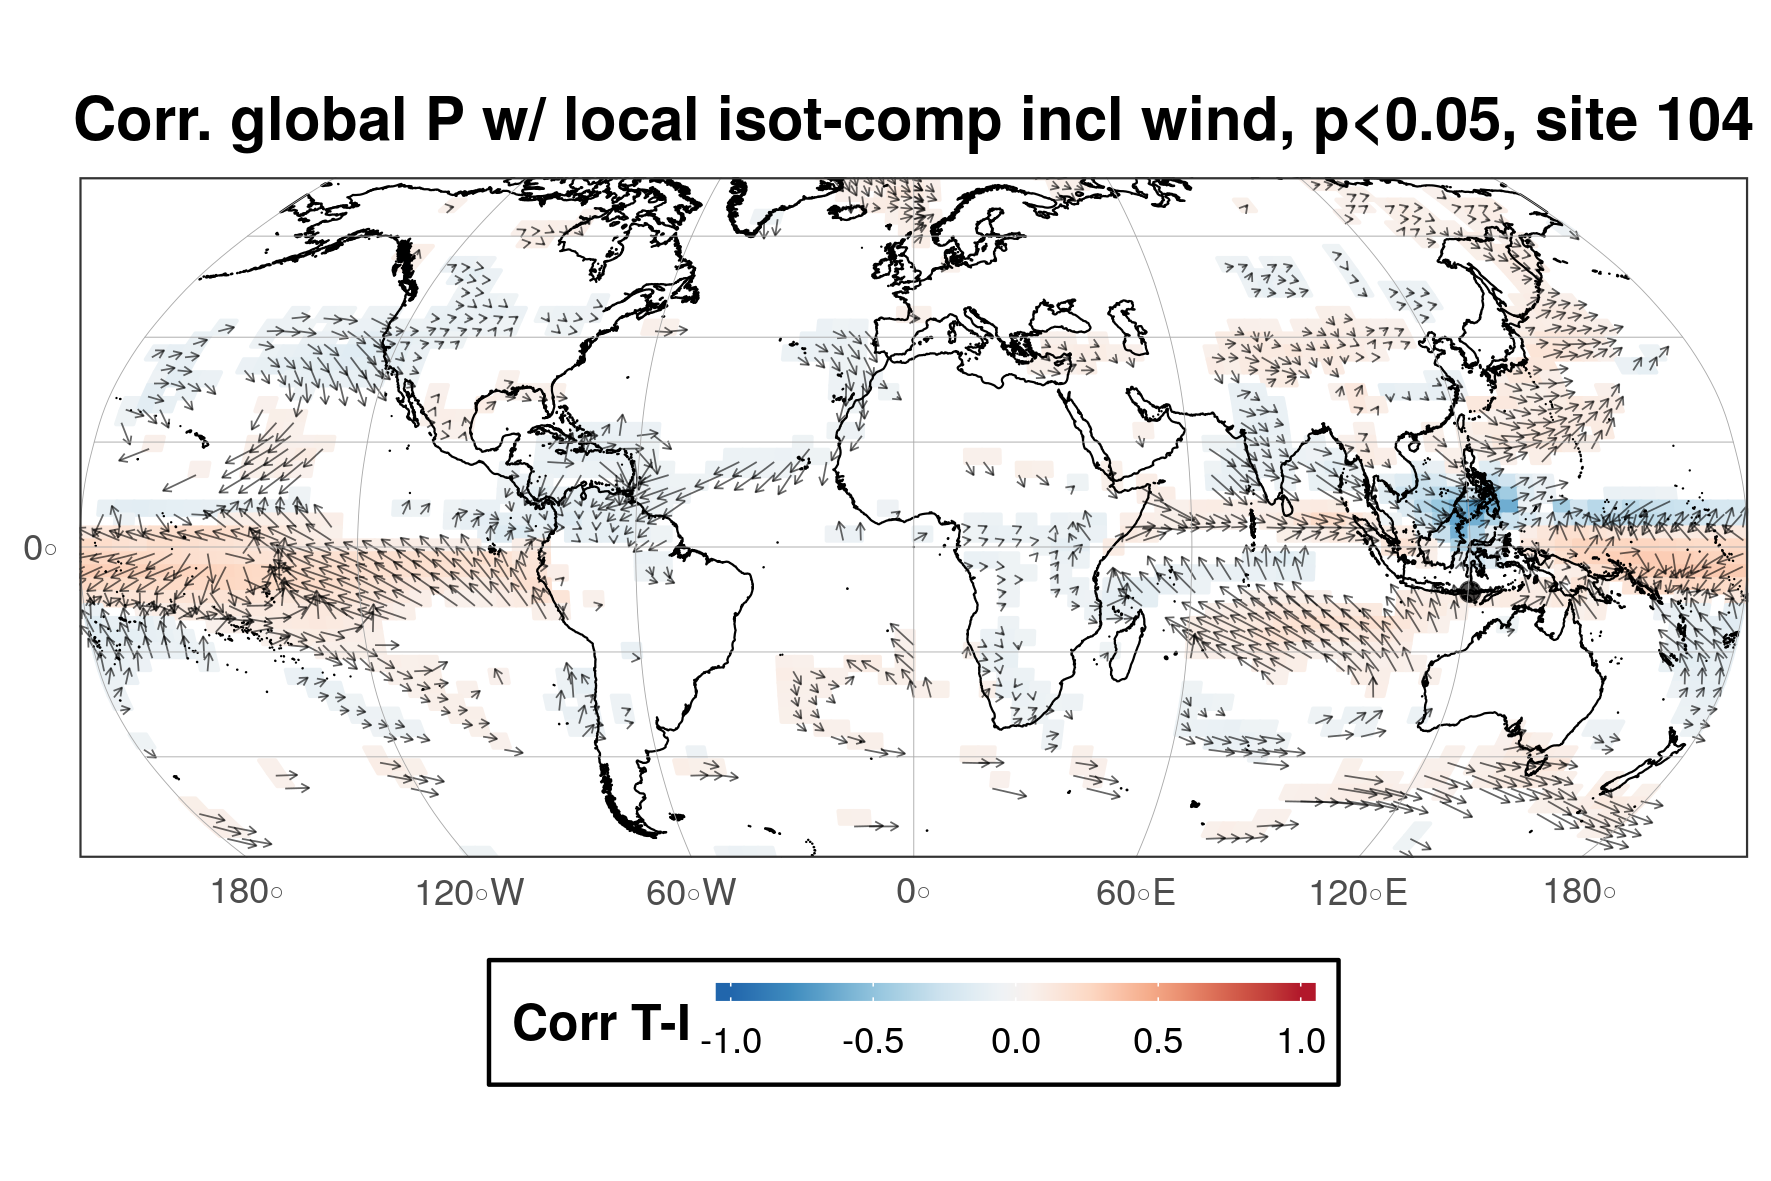 Corr. global P w/ local isot-comp incl wind, p<0.05, site 104
0○
180○ 120○W 60○W 0○ 60○E 120○E 180○
Corr T-I
-1.0 -0.5 0.0 0.5 1.0